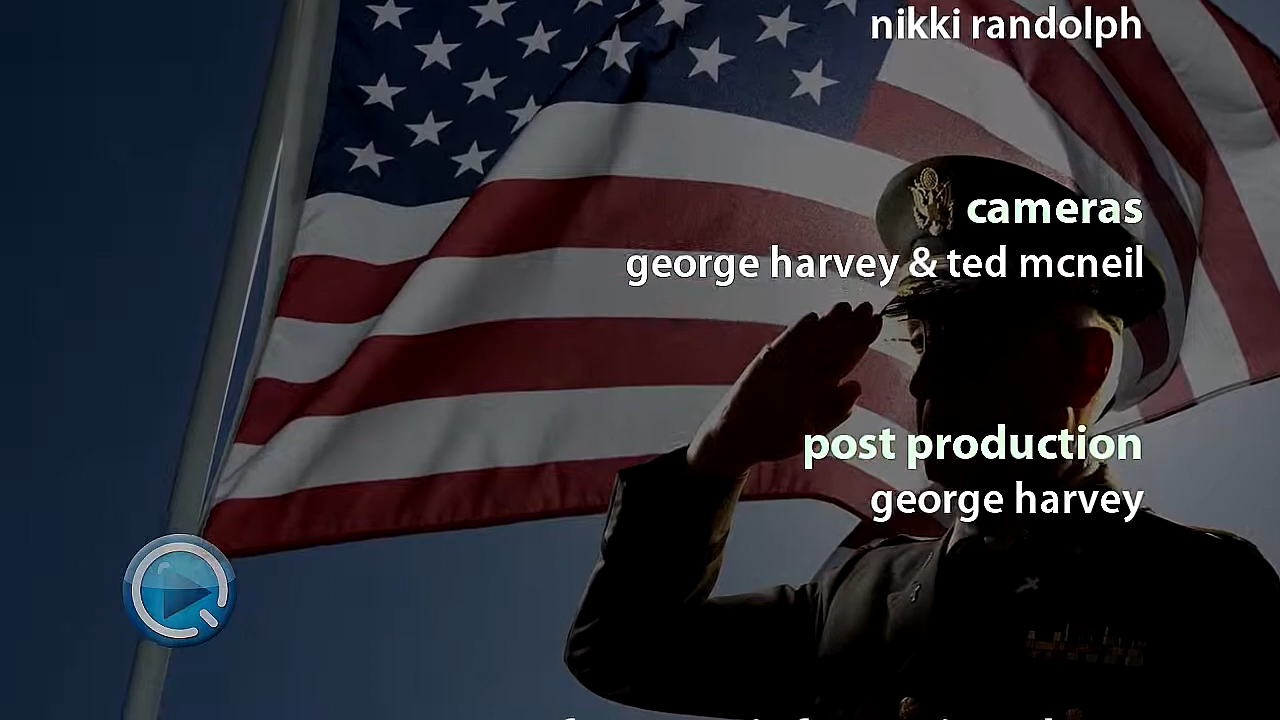 nikki randolph
cameras
george harvey & ted mcneil
post production
george harvey